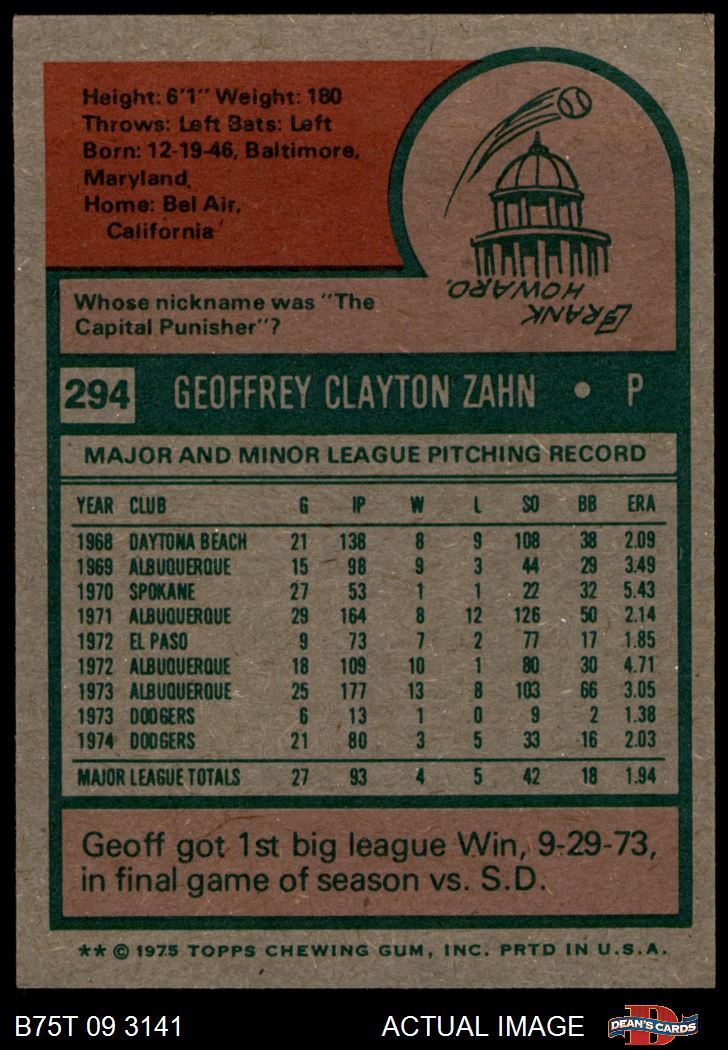 Height: 6'1" Weight: 180
Throws: Left Bats: Left
Born: 12-19-46, Baltimore,
Maryland
Home: Bel Air,
California
Whose nickname was "The
Capital Punisher"?
FRANK
HOWARD.
294 GEOFFREY CLAYTON ZAHN • P
MAJOR AND MINOR LEAGUE PITCHING RECORD
YEAR CLUB G IP W L SO BB ERA
1968 DAYTONA BEACH 21 138 8 9 108 38 2.09
1969 ALBUQUERQUE 15 98 9 3 44 29 3.49
1970 SPOKANE 27 53 1 1 22 32 5.43
1971 ALBUQUERQUE 29 164 8 12 126 50 2.14
1972 EL PASO 9 73 7 2 77 17 1.85
1972 ALBUQUERQUE 18 109 10 1 80 30 4.71
1973 ALBUQUERQUE 25 177 13 8 103 66 3.05
1973 DODGERS 6 13 1 0 9 2 1.38
1974 DODGERS 21 80 3 5 33 16 2.03
MAJOR LEAGUE TOTALS 27 93 4 5 42 18 1.94
Geoff got 1st big league Win, 9-29-73,
in final game of season vs. S.D.
** © 1975 TOPPS CHEWING GUM, INC. PRTD IN U.S.A.
B75T 09 3141 ACTUAL IMAGE D DEAN'S CARDS